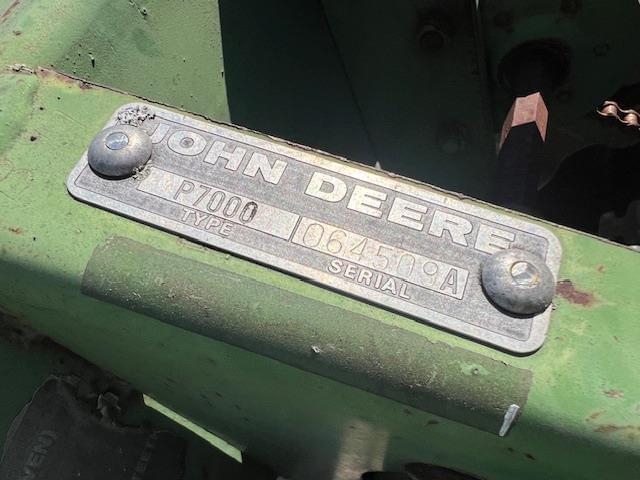 JOHN DEERE
P7000 064509A
TYPE SERIAL